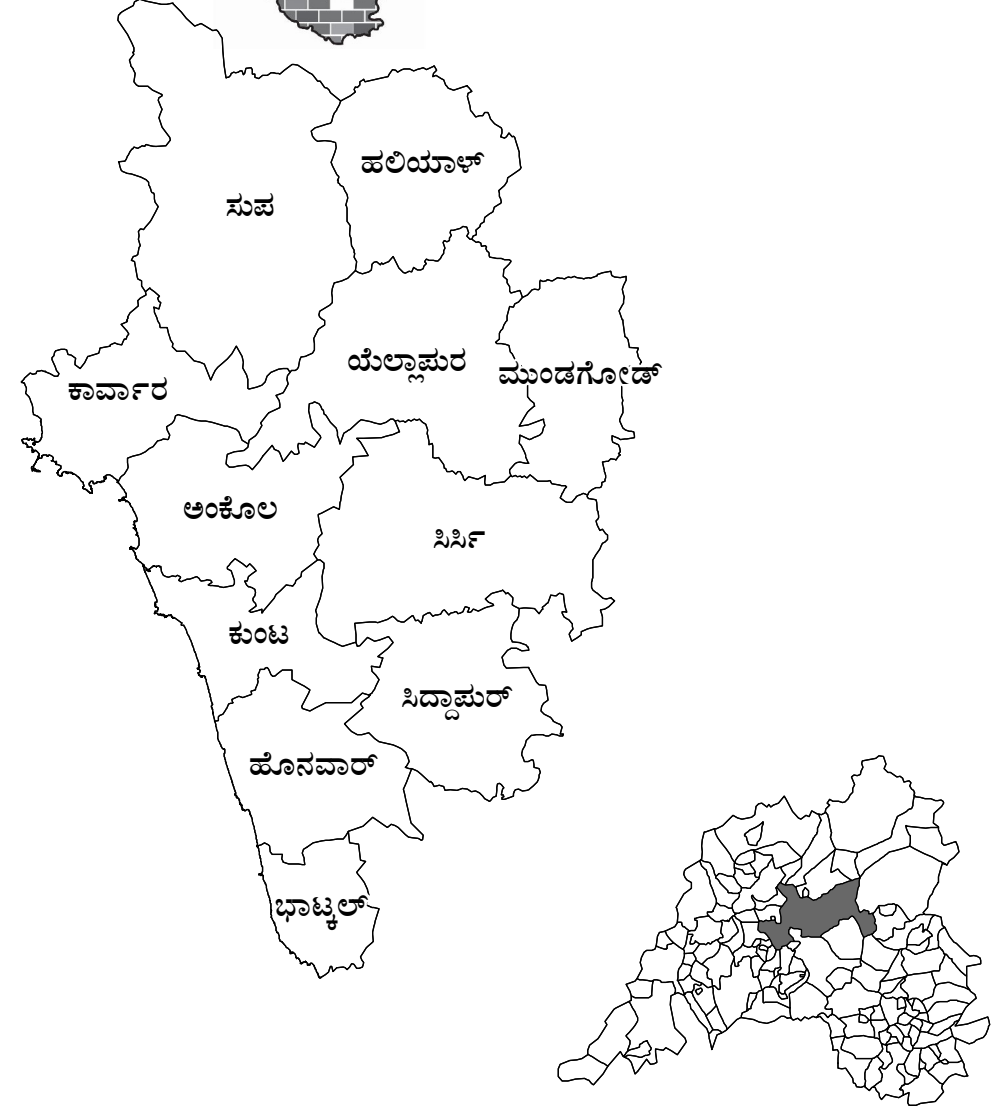 ಹಲಿಯಾಳ್
ಸುಪ
ಯೆಲ್ಲಾಪುರ
ಮುಂಡಗೋಡ್
ಕಾರ್ವಾರ
ಅಂಕೊಲ
ಸಿರ್ಸಿ
ಕುಂಟ
ಸಿದ್ದಾಪುರ್
ಹೊನವಾರ್
ಭಾಟ್ಕಲ್